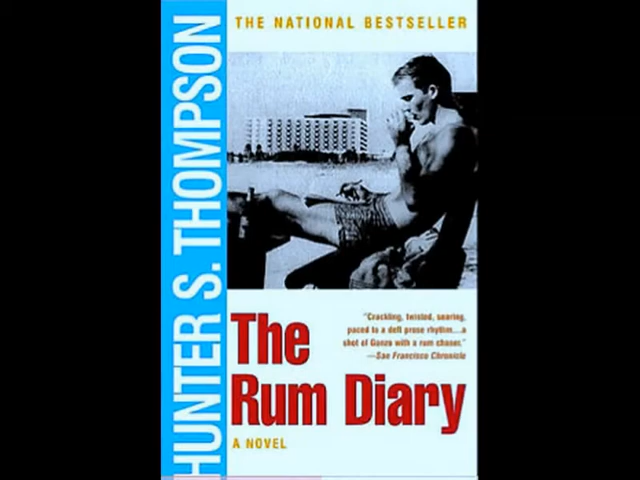 HUNTER S. THOMPSON
THE NATIONAL BESTSELLER
"Crackling, twisted, searing,
paced to a deft prose rhythm...a
shot of Gonzo with a rum chaser."
—San Francisco Chronicle
The
Rum Diary
A NOVEL